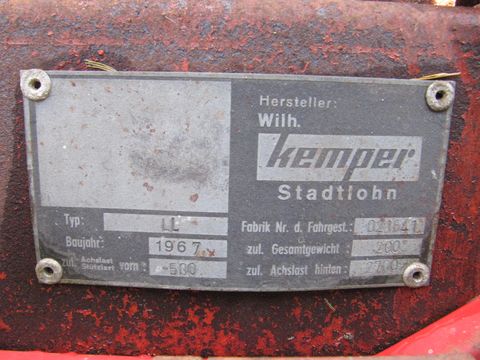 Hersteller:
Wilh.
kemper
Stadtlohn
Typ: LL
Baujahr: 1967
zul. Achslast Stützlast vorn: 500
Fabrik Nr. d. Fahrgest.:
zul. Gesamtgewicht:
zul. Achslast hinten: